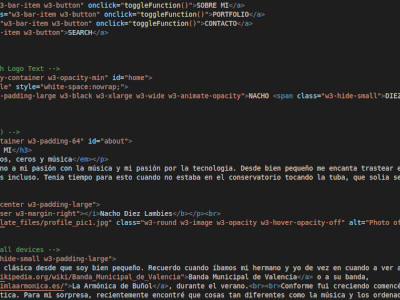 w3-bar-item w3-button" onclick="toggleFunction()">SOBRE MI</a>
s="w3-bar-item w3-button" onclick="toggleFunction()">PORTFOLIO</a>
"w3-bar-item w3-button" onclick="toggleFunction()">CONTACTO</a>
-item w3-button">SEARCH</a>
h Logo Text -->
y-container w3-opacity-min" id="home">
le" style="white-space:nowrap;">
-padding-large w3-black w3-xlarge w3-wide w3-animate-opacity">NACHO <span class="w3-hide-small">DIEZ
) -->
tainer w3-padding-64" id="about">
MI</h3>
os, ceros y música</em></p>
no a mi pasión con la música y mi pasión por la tecnologia. Desde bien pequeño me encanta trastear
s incluso. Tenia tiempo para esto cuando no estaba en el conservatorio tocando la tuba, que solia se
center w3-padding-large">
ser w3-margin-right"></i>Nacho Diez Lambies</b></p><br>
late_files/profile_pic1.jpg" class="w3-round w3-image w3-opacity w3-hover-opacity-off" alt="Photo of
all devices -->
hide-small w3-padding-large">
clásica desde que soy bien pequeño. Recuerdo cuando íbamos mi hermano y yo de vez en cuando a ver a
ikipedia.org/wiki/Banda_Municipal_de_Valencia">Banda Municipal de Valencia</a> o a su banda,
imlaarmonica.es/">La Armónica de Buñol</a>, durante el verano.<br><br>Conforme fui creciendo comencé
tica. Para mi sorpresa, recientemente encontré que cosas tan diferentes como la música y los ordena